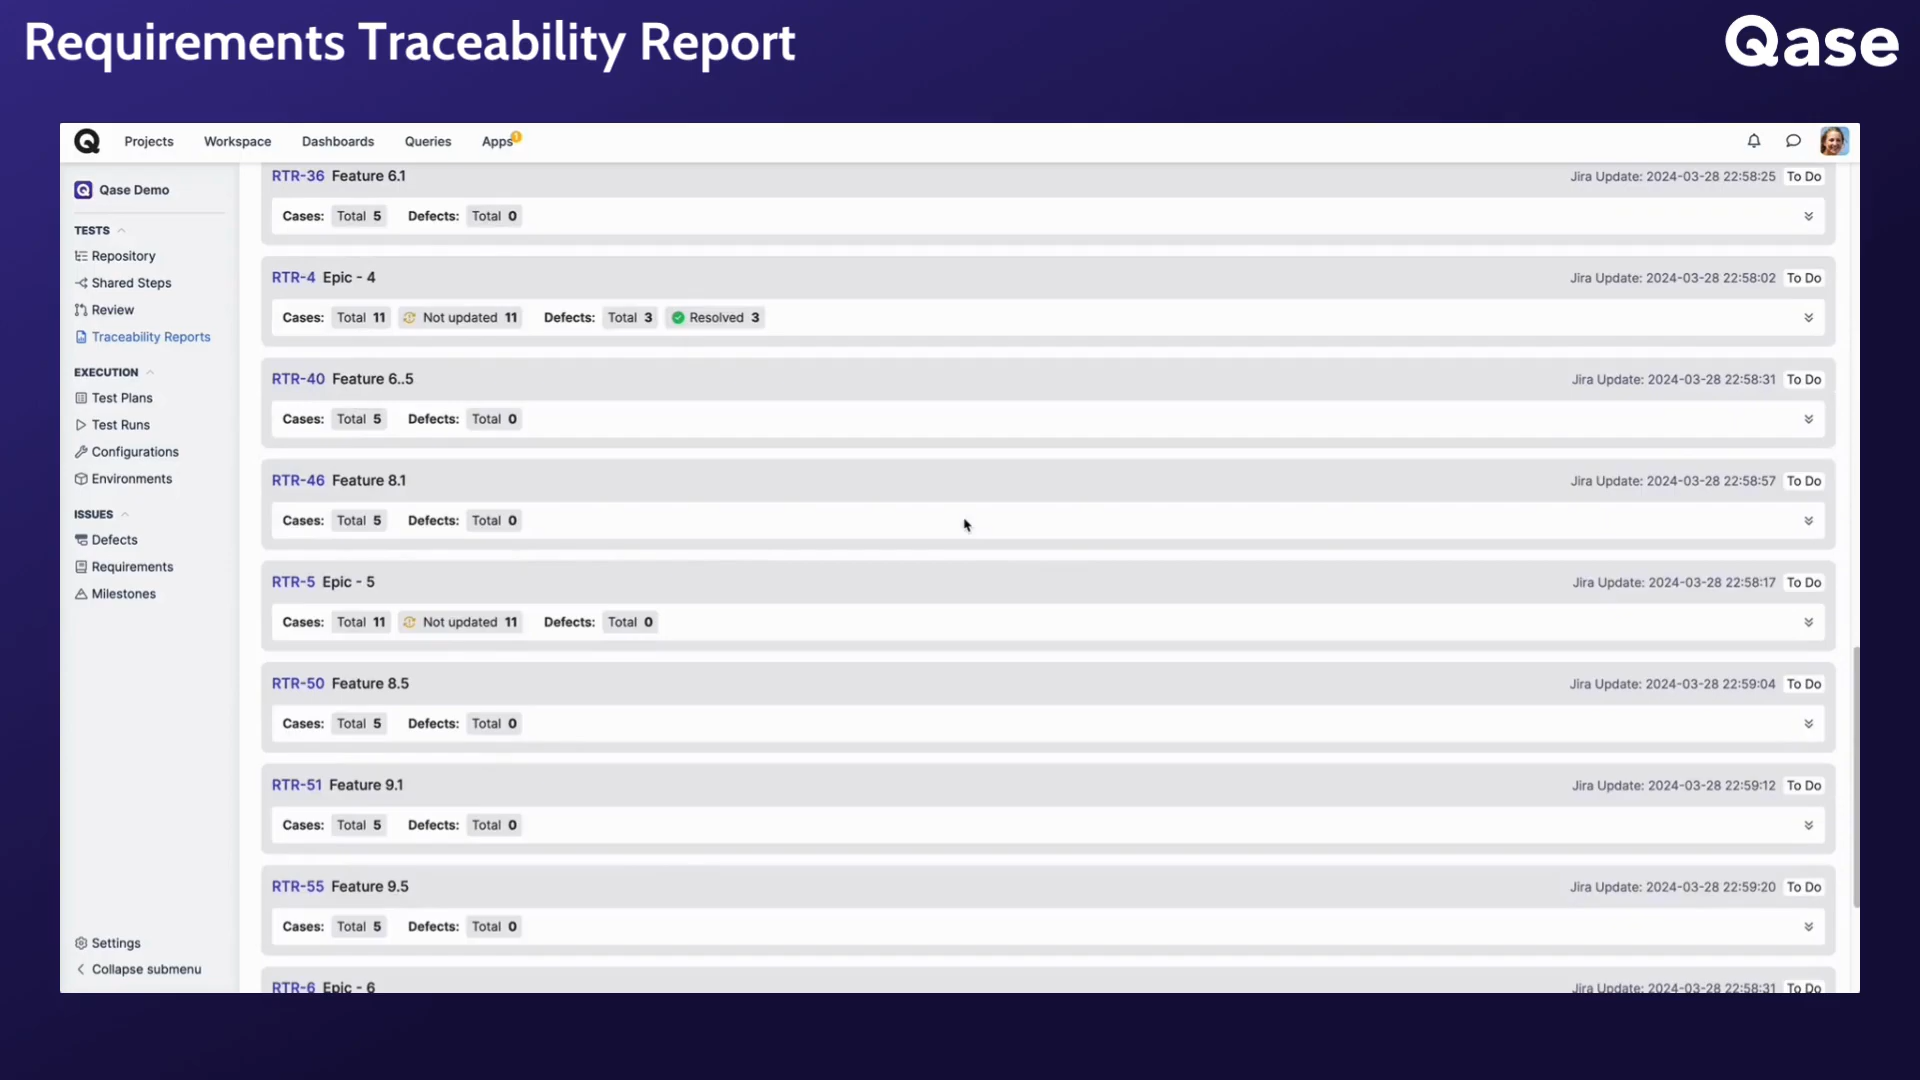 Requirements Traceability Report
Qase
Projects Workspace Dashboards Queries Apps 1
Qase Demo
TESTS
Repository
Shared Steps
Review
Traceability Reports
EXECUTION
Test Plans
Test Runs
Configurations
Environments
ISSUES
Defects
Requirements
Milestones
Settings
Collapse submenu
RTR-36 Feature 6.1 Jira Update: 2024-03-28 22:58:25 To Do
Cases: Total 5 Defects: Total 0
RTR-4 Epic - 4 Jira Update: 2024-03-28 22:58:02 To Do
Cases: Total 11 Not updated 11 Defects: Total 3 Resolved 3
RTR-40 Feature 6..5 Jira Update: 2024-03-28 22:58:31 To Do
Cases: Total 5 Defects: Total 0
RTR-46 Feature 8.1 Jira Update: 2024-03-28 22:58:57 To Do
Cases: Total 5 Defects: Total 0
RTR-5 Epic - 5 Jira Update: 2024-03-28 22:58:17 To Do
Cases: Total 11 Not updated 11 Defects: Total 0
RTR-50 Feature 8.5 Jira Update: 2024-03-28 22:59:04 To Do
Cases: Total 5 Defects: Total 0
RTR-51 Feature 9.1 Jira Update: 2024-03-28 22:59:12 To Do
Cases: Total 5 Defects: Total 0
RTR-55 Feature 9.5 Jira Update: 2024-03-28 22:59:20 To Do
Cases: Total 5 Defects: Total 0
RTR-6 Epic - 6 Jira Update: 2024-03-28 22:58:31 To Do